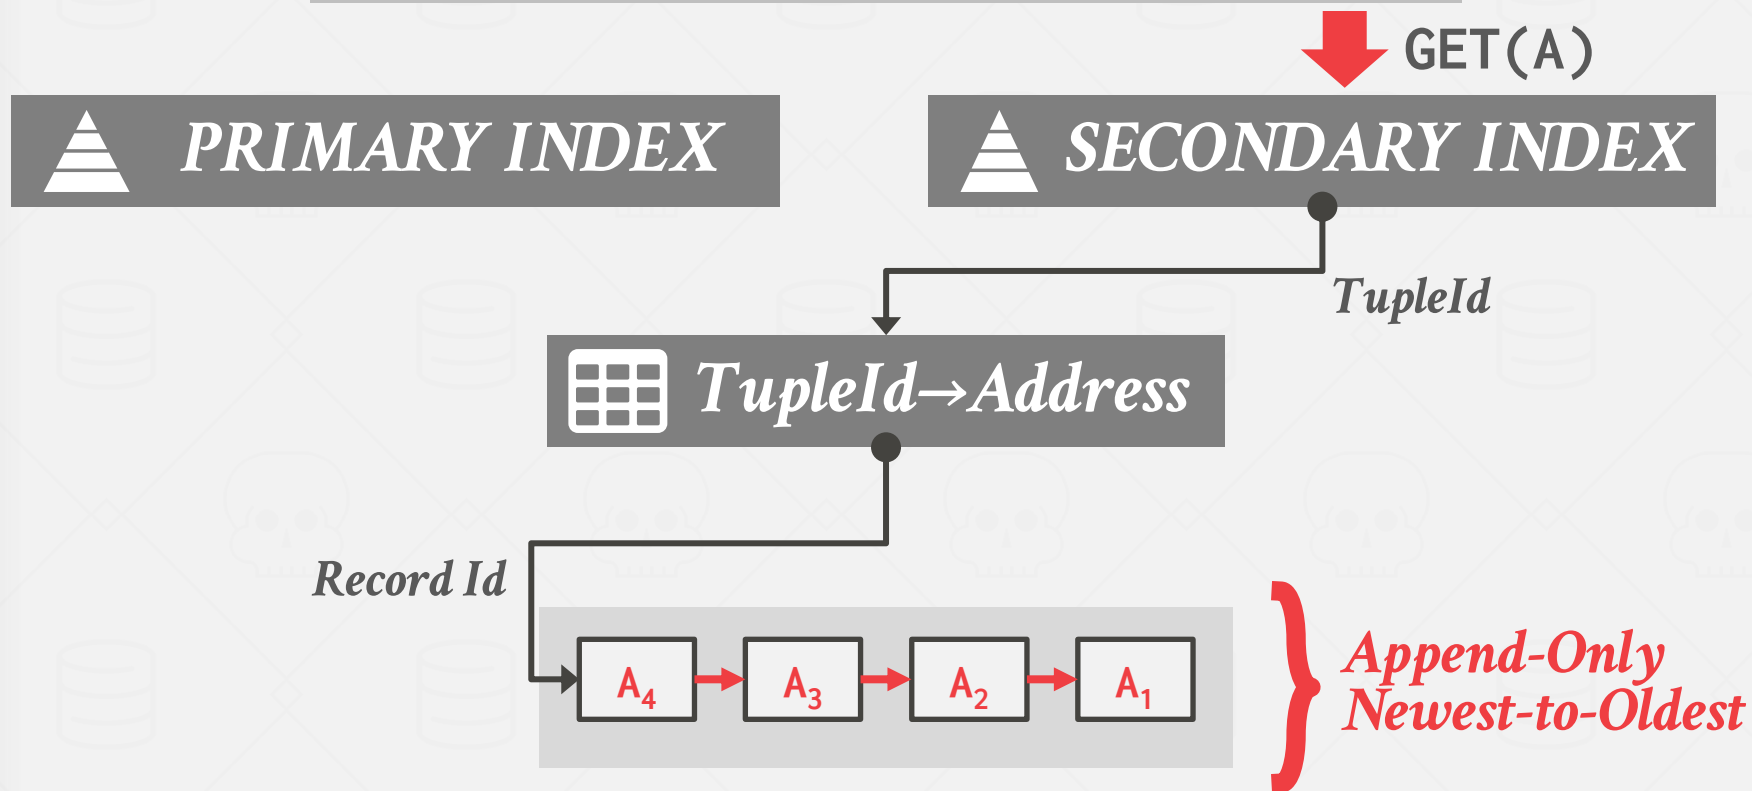 GET(A)
PRIMARY INDEX
SECONDARY INDEX
TupleId
TupleId→Address
Record Id
A4
A3
A2
A1
Append-Only
Newest-to-Oldest